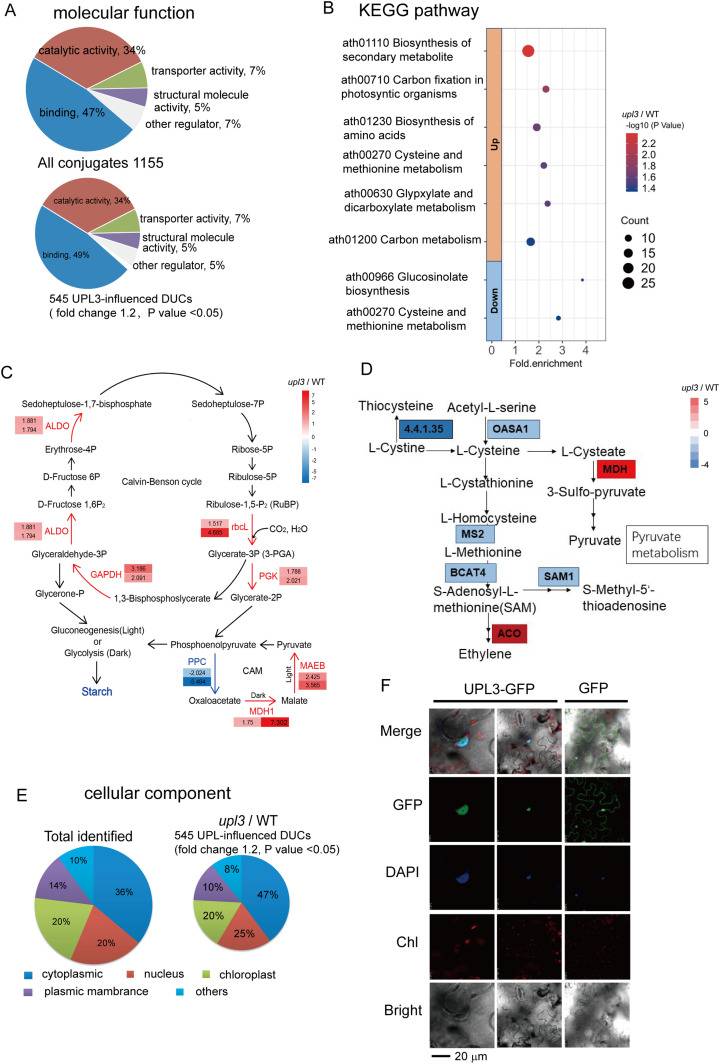 A
molecular function
catalytic activity, 34%
transporter activity, 7%
structural molecule
activity, 5%
binding, 47%
other regulator, 7%
All conjugates 1155
catalytic activity, 34%
transporter activity, 7%
structural molecule
activity, 5%
binding, 49%
other regulator, 5%
545 UPL3-influenced DUCs
( fold change 1.2, P value <0.05)
B
KEGG pathway
ath01110 Biosynthesis of
secondary metabolite
ath00710 Carbon fixation in
photosyntic organisms
ath01230 Biosynthesis of
amino acids
ath00270 Cysteine and
methionine metabolism
ath00630 Glypxylate and
dicarboxylate metabolism
ath01200 Carbon metabolism
ath00966 Glucosinolate
biosynthesis
ath00270 Cysteine and
methionine metabolism
Up
Down
0 1 2 3 4 5 6 7
Fold.enrichment
upl3 / WT
-log10 (P Value)
2.2
2.0
1.8
1.6
1.4
Count
10
15
20
25
C
upl3 / WT
7
5
3
1
0
-1
-2
-5
-7
Sedoheptulose-1,7-bisphosphate
Sedoheptulose-7P
1.881
1.794
ALDO
Erythrose-4P
Ribose-5P
D-Fructose 6P
Calvin-Benson cycle
Ribulose-5P
D-Fructose 1,6P2
Ribulose-1,5-P2 (RuBP)
1.881
1.794
ALDO
1.517
4.665
rbcL
CO2, H2O
Glyceraldehyde-3P
Glycerate-3P (3-PGA)
GAPDH
3.186
2.091
PGK
1.786
2.021
Glycerone-P
1,3-Bisphosphoslycerate
Glycerate-2P
Gluconeogenesis(Light)
or
Glycolysis (Dark)
Phosphoenolpyruvate
Pyruvate
Starch
PPC
-2.024
CAM
Light
MAEB
2.425
3.565
Oxaloacetate
Dark
Malate
MDH1
1.75
7.302
D
upl3 / WT
5
4
2
0
-2
-4
Thiocysteine
Acetyl-L-serine
4.4.1.35
OASA1
L-Cystine
L-Cysteine
L-Cysteate
MDH
L-Cystathionine
3-Sulfo-pyruvate
L-Homocysteine
MS2
Pyruvate
Pyruvate
metabolism
L-Methionine
BCAT4
SAM1
S-Adenosyl-L-
methionine(SAM)
S-Methyl-5'-
thioadenosine
ACO
Ethylene
E
cellular component
Total identified
upl3 / WT
545 UPL-influenced DUCs
(fold change 1.2, P value <0.05)
10%
14%
36%
20%
20%
8%
10%
47%
20%
25%
cytoplasmic
nucleus
chloroplast
plasmic mambrance
others
F
UPL3-GFP
GFP
Merge
GFP
DAPI
Chl
Bright
20 µm